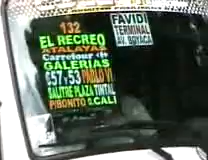 132
EL RECREO
ATALAYAS
Carrefour
GALERIAS
C57 Y 53 PABLO VI
SALITRE PLAZA TINTAL
PIBONITO CALI
FAVIDI
TERMINAL
AV. BOYACA